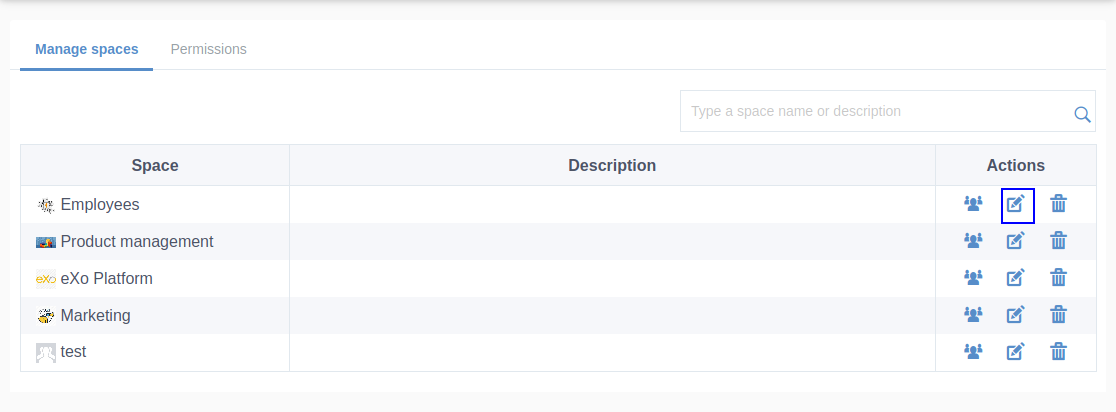 Manage spaces Permissions
Type a space name or description
Space Description Actions
Employees
Product management
eXo eXo Platform
Marketing
test